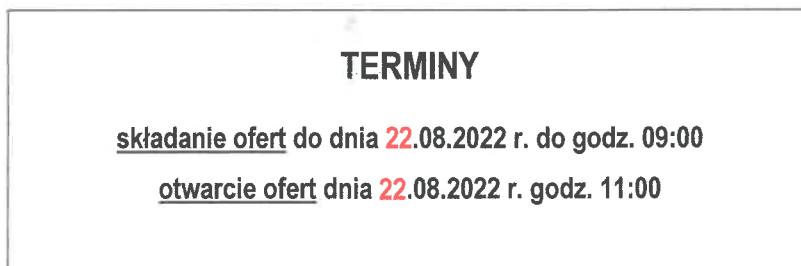 TERMINY
składanie ofert do dnia 22.08.2022 r. do godz. 09:00
otwarcie ofert dnia 22.08.2022 r. godz. 11:00